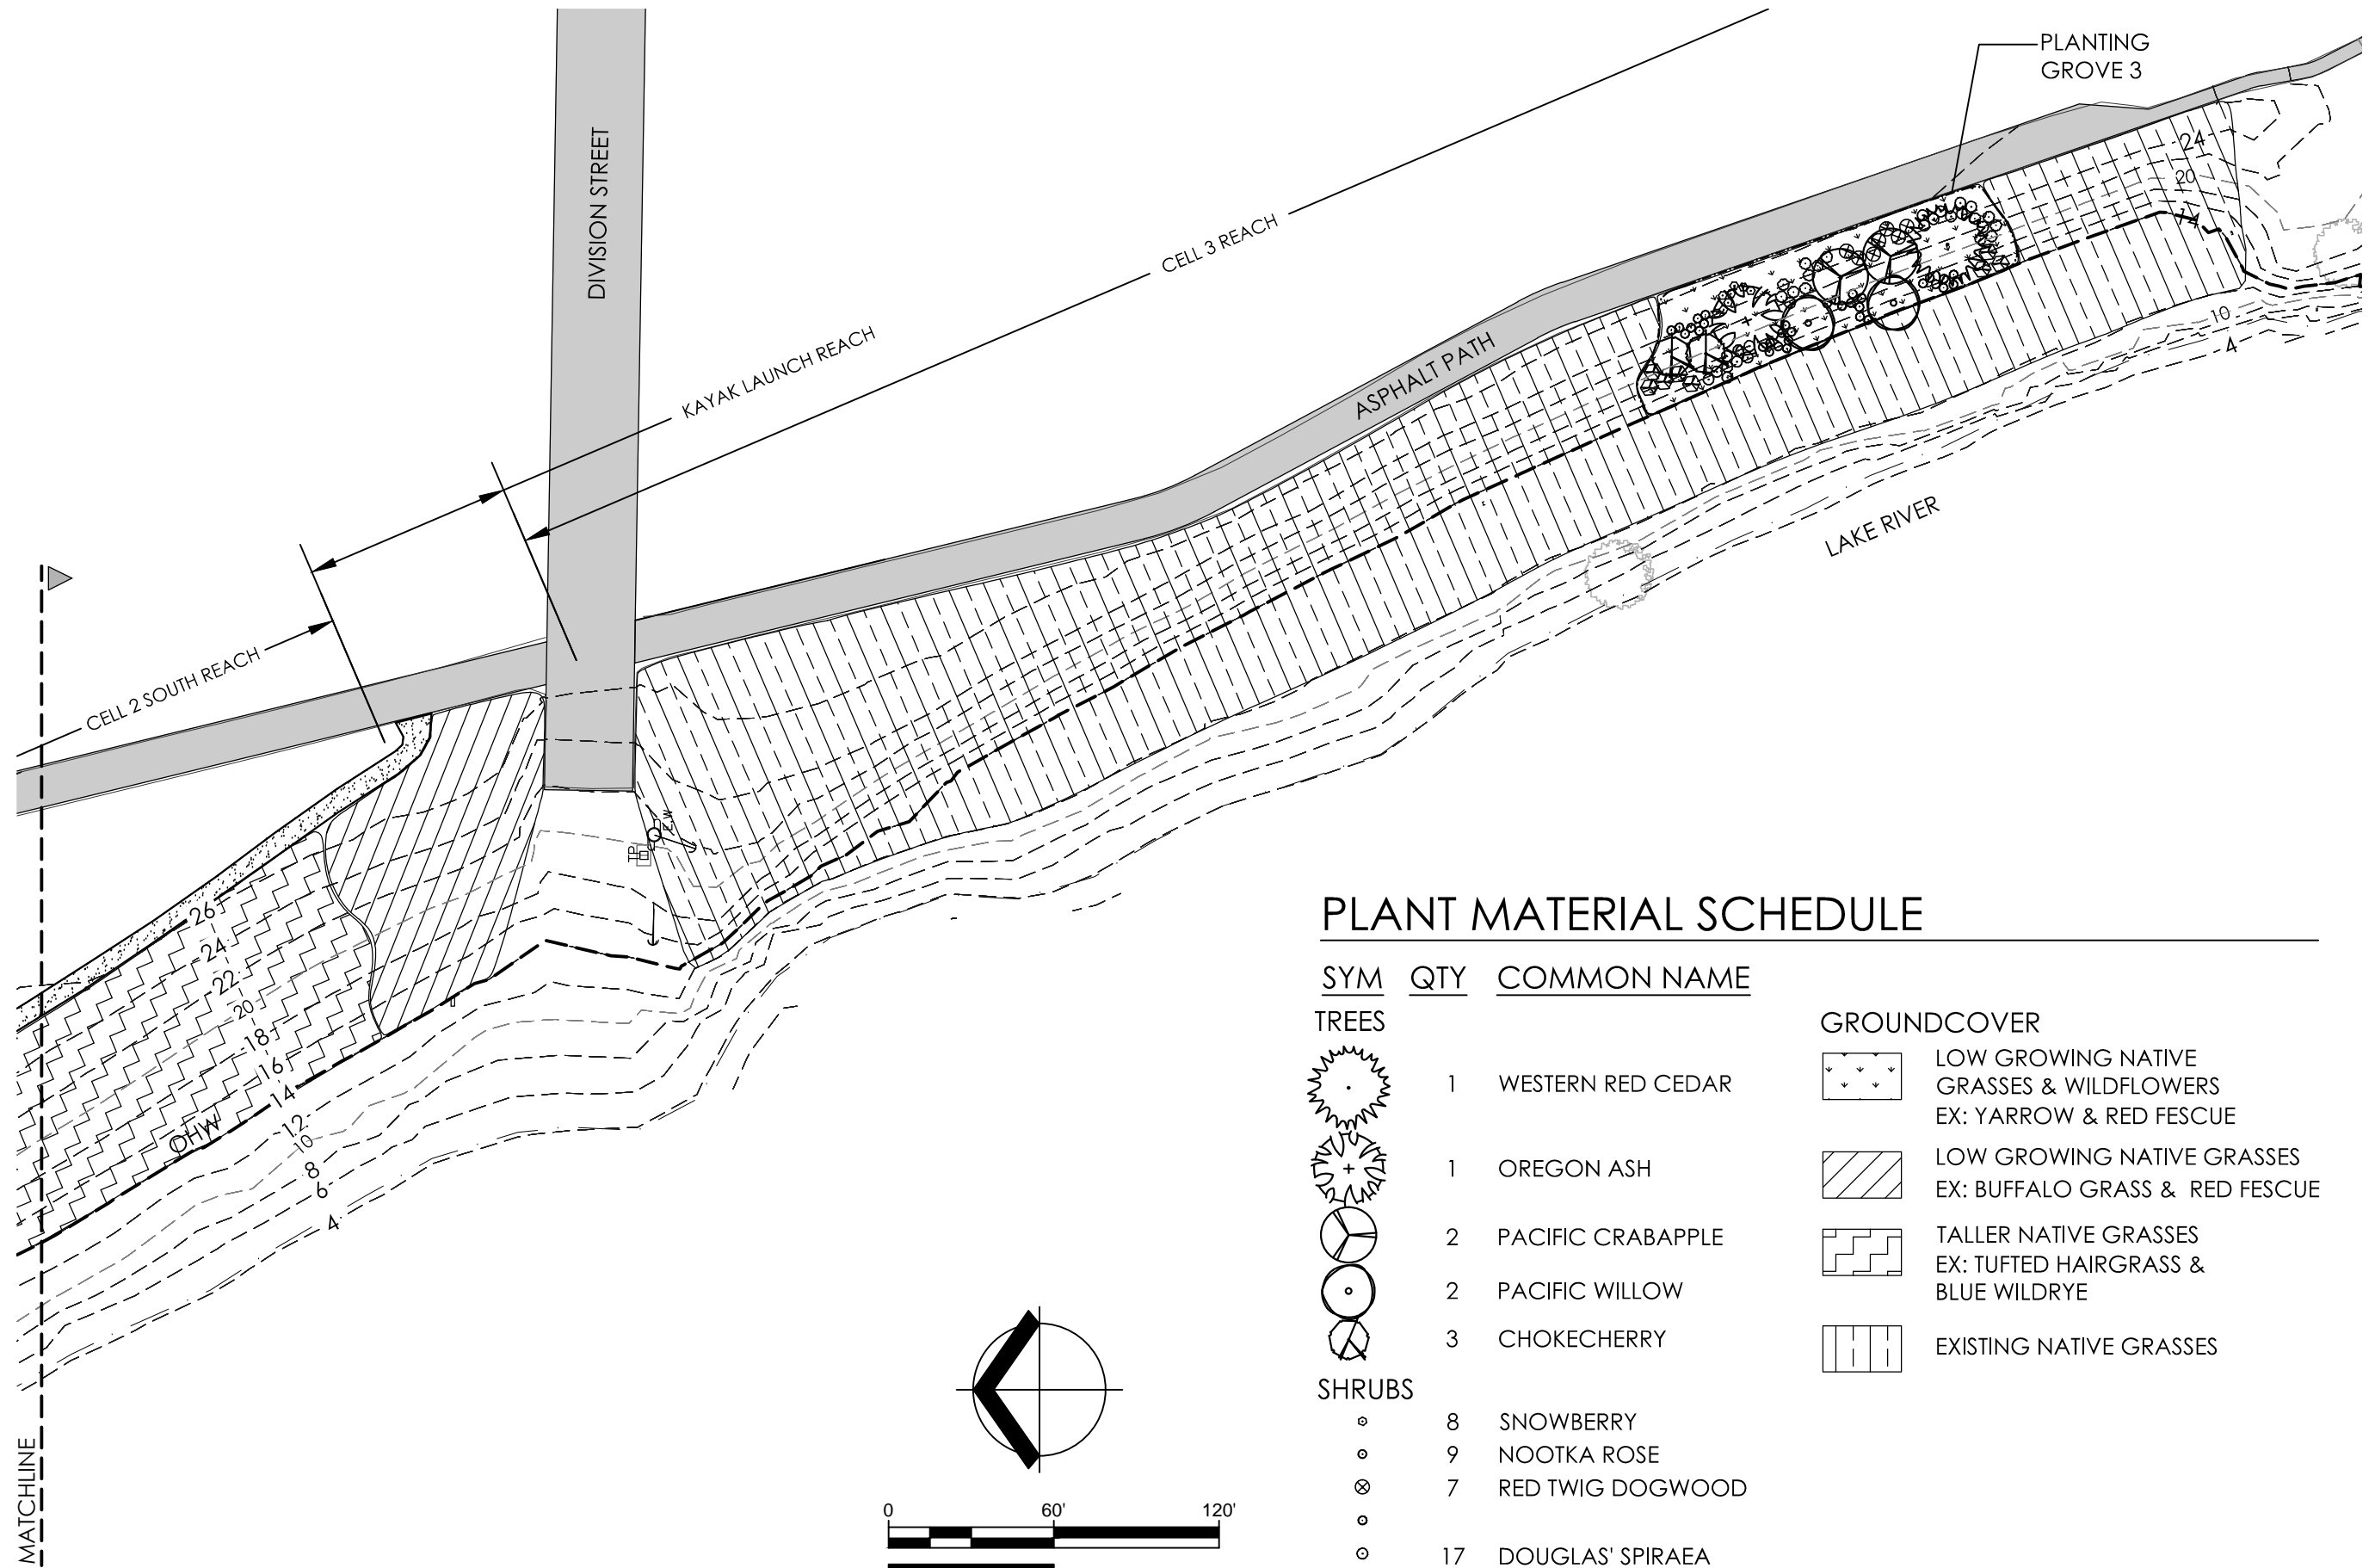 PLANTING
GROVE 3
DIVISION STREET
CELL 3 REACH
KAYAK LAUNCH REACH
CELL 2 SOUTH REACH
ASPHALT PATH
LAKE RIVER
24
20
14
10
4
TP
E,W
26
24
22
20
18
16
14
12
10
8
6
4
OHW
MATCHLINE
0 60' 120'
PLANT MATERIAL SCHEDULE
SYM QTY COMMON NAME
TREES
1 WESTERN RED CEDAR
1 OREGON ASH
2 PACIFIC CRABAPPLE
2 PACIFIC WILLOW
3 CHOKECHERRY
SHRUBS
8 SNOWBERRY
9 NOOTKA ROSE
7 RED TWIG DOGWOOD
17 DOUGLAS' SPIRAEA
GROUNDCOVER
LOW GROWING NATIVE
GRASSES & WILDFLOWERS
EX: YARROW & RED FESCUE
LOW GROWING NATIVE GRASSES
EX: BUFFALO GRASS & RED FESCUE
TALLER NATIVE GRASSES
EX: TUFTED HAIRGRASS &
BLUE WILDRYE
EXISTING NATIVE GRASSES